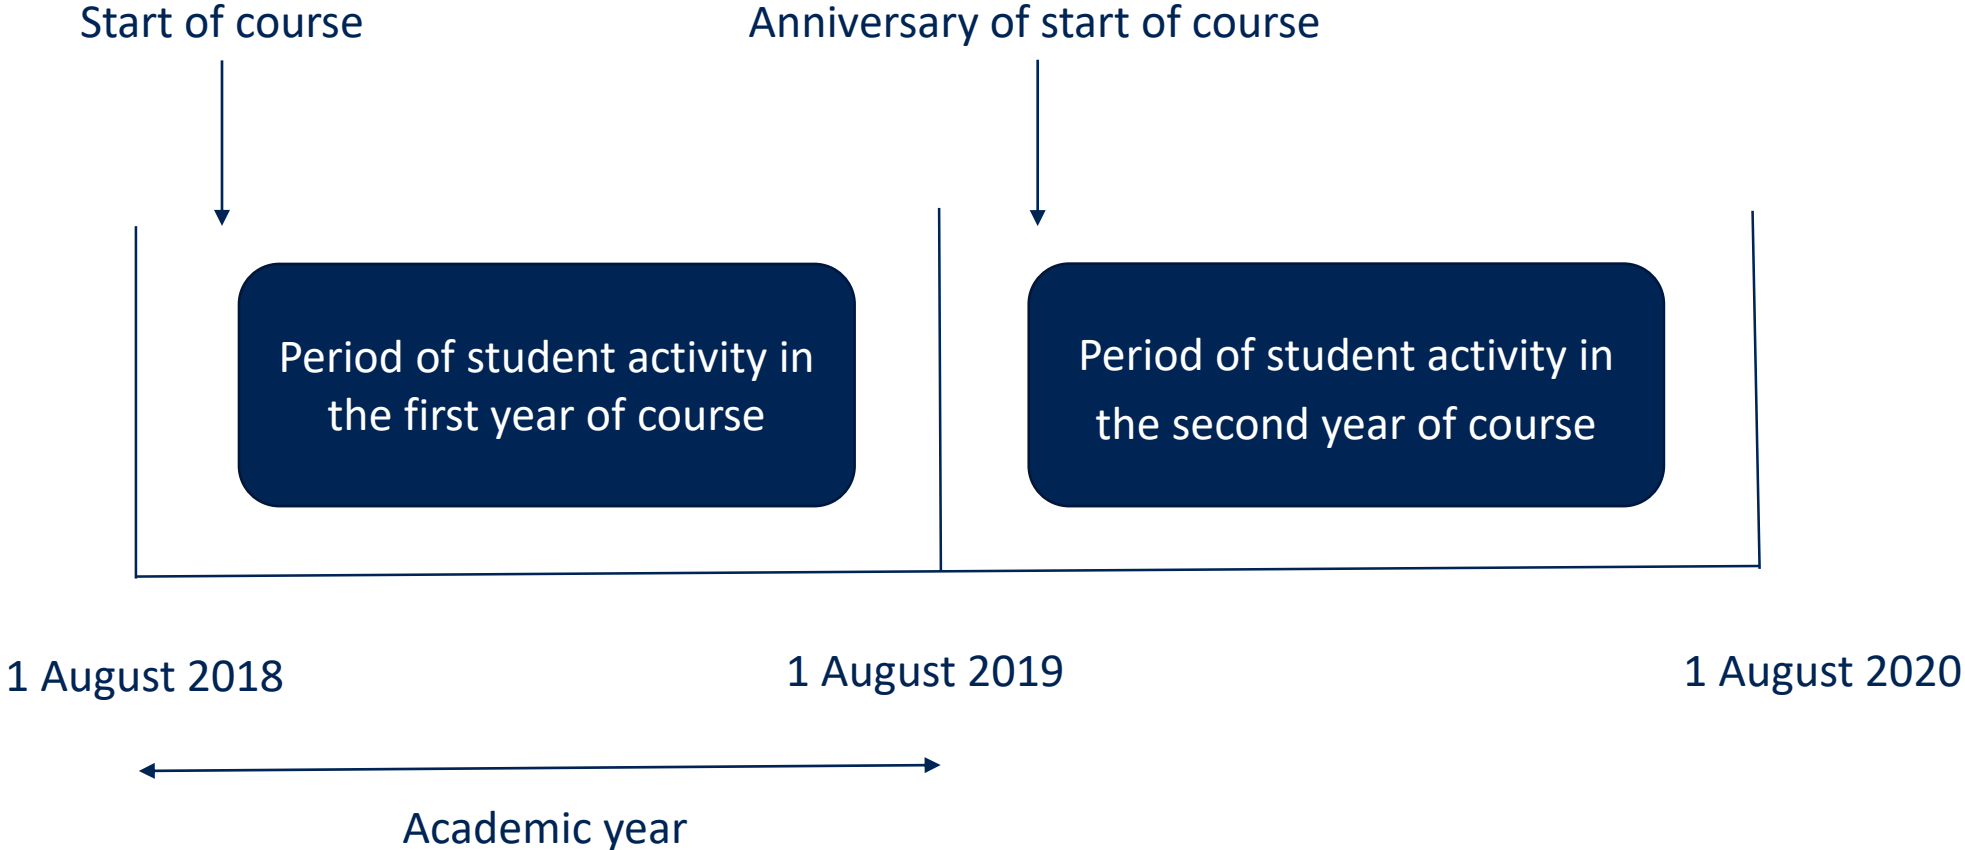 Start of course
Anniversary of start of course
Period of student activity in
the first year of course
Period of student activity in
the second year of course
1 August 2018
1 August 2019
1 August 2020
Academic year